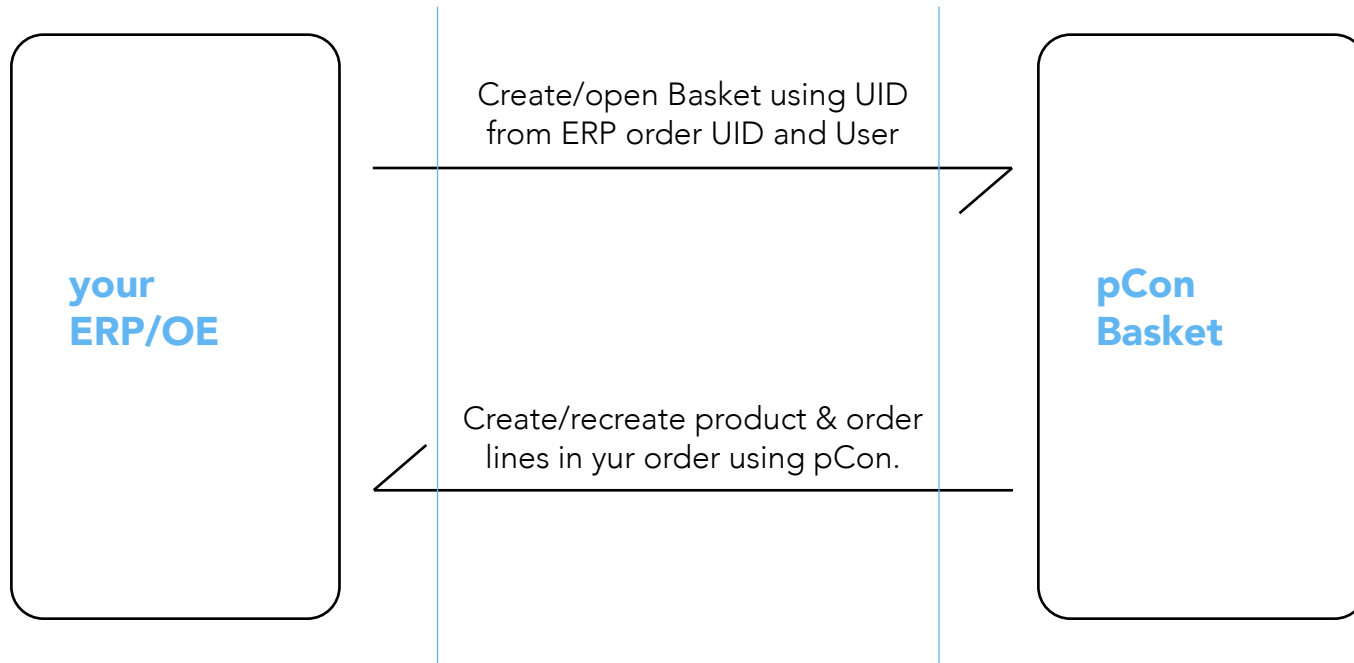 Create/open Basket using UID
from ERP order UID and User
your
ERP/OE
pCon
Basket
Create/recreate product & order
lines in yur order using pCon.